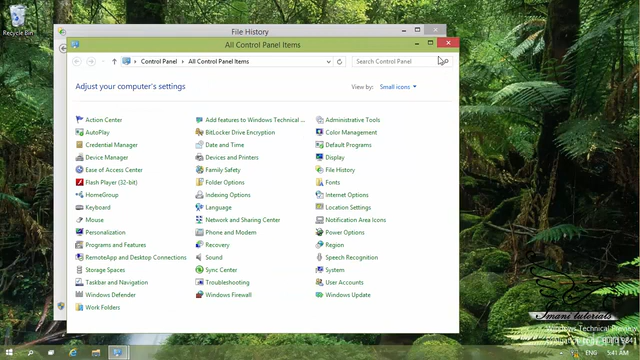 Recycle Bin
File History
All Control Panel Items
Control Panel
All Control Panel Items
Search Control Panel
Adjust your computer's settings
View by: Small icons
Action Center
Add features to Windows Technical ...
Administrative Tools
AutoPlay
BitLocker Drive Encryption
Color Management
Credential Manager
Date and Time
Default Programs
Device Manager
Devices and Printers
Display
Ease of Access Center
Family Safety
File History
Flash Player (32-bit)
Folder Options
Fonts
HomeGroup
Indexing Options
Internet Options
Keyboard
Language
Location Settings
Mouse
Network and Sharing Center
Notification Area Icons
Personalization
Phone and Modem
Power Options
Programs and Features
Recovery
Region
RemoteApp and Desktop Connections
Sound
Speech Recognition
Storage Spaces
Sync Center
System
Taskbar and Navigation
Troubleshooting
User Accounts
Windows Defender
Windows Firewall
Windows Update
Work Folders
Imani tutorials
Windows Technical Preview
Evaluation copy. Build 9841
ENG
5:41 AM